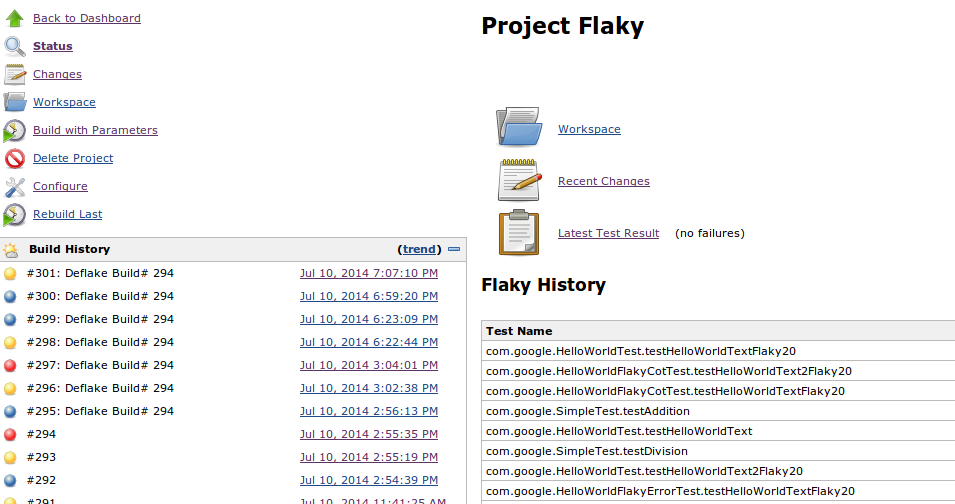 Back to Dashboard
Status
Changes
Workspace
Build with Parameters
Delete Project
Configure
Rebuild Last
Build History (trend)
#301: Deflake Build# 294 Jul 10, 2014 7:07:10 PM
#300: Deflake Build# 294 Jul 10, 2014 6:59:20 PM
#299: Deflake Build# 294 Jul 10, 2014 6:23:09 PM
#298: Deflake Build# 294 Jul 10, 2014 6:22:44 PM
#297: Deflake Build# 294 Jul 10, 2014 3:04:01 PM
#296: Deflake Build# 294 Jul 10, 2014 3:02:38 PM
#295: Deflake Build# 294 Jul 10, 2014 2:56:13 PM
#294 Jul 10, 2014 2:55:35 PM
#293 Jul 10, 2014 2:55:19 PM
#292 Jul 10, 2014 2:54:39 PM
#291 Jul 10, 2014 11:41:25 AM
Project Flaky
Workspace
Recent Changes
Latest Test Result (no failures)
Flaky History
Test Name
com.google.HelloWorldTest.testHelloWorldTextFlaky20
com.google.HelloWorldFlakyCotTest.testHelloWorldText2Flaky20
com.google.HelloWorldFlakyCotTest.testHelloWorldTextFlaky20
com.google.SimpleTest.testAddition
com.google.HelloWorldTest.testHelloWorldText
com.google.SimpleTest.testDivision
com.google.HelloWorldTest.testHelloWorldText2Flaky20
com.google.HelloWorldFlakyErrorTest.testHelloWorldTextFlaky20